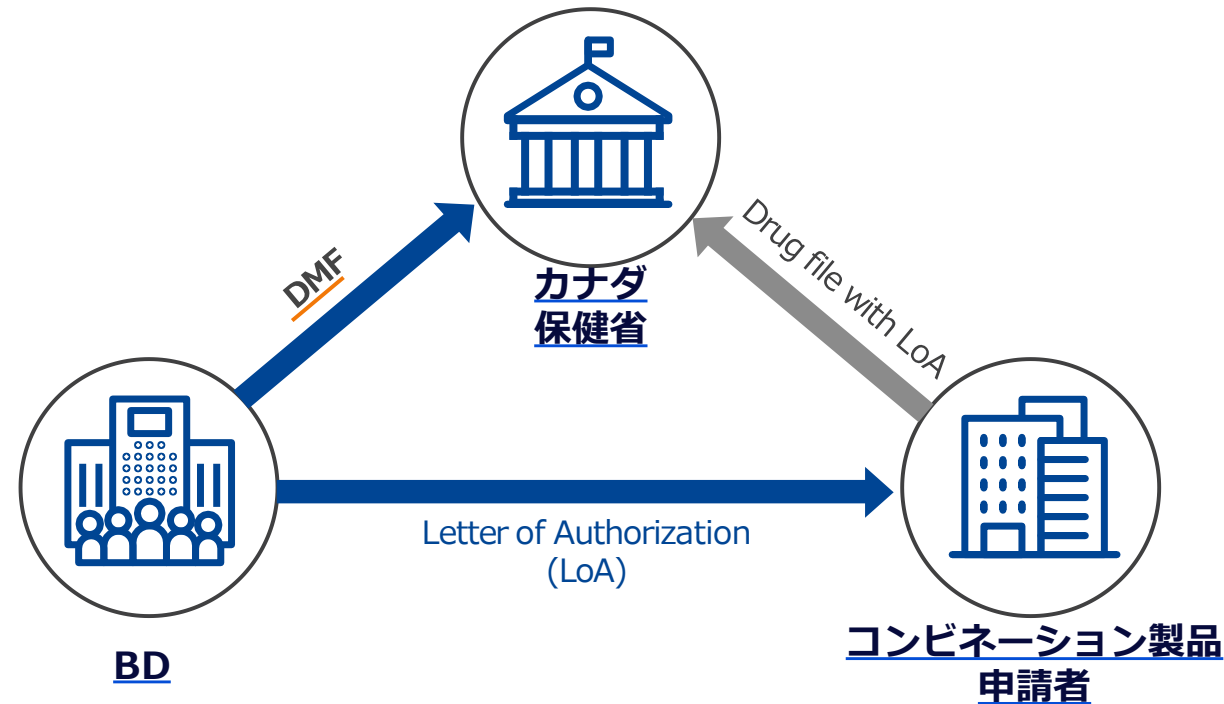 DMF
カナダ
保健省
Drug file with LoA
Letter of Authorization
(LoA)
BD
コンビネーション製品
申請者